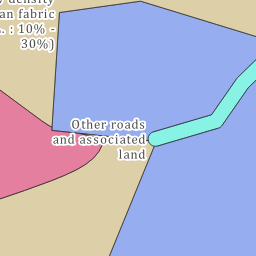 density
an fabric
. : 10% -
30%)
Other roads
and associated
land